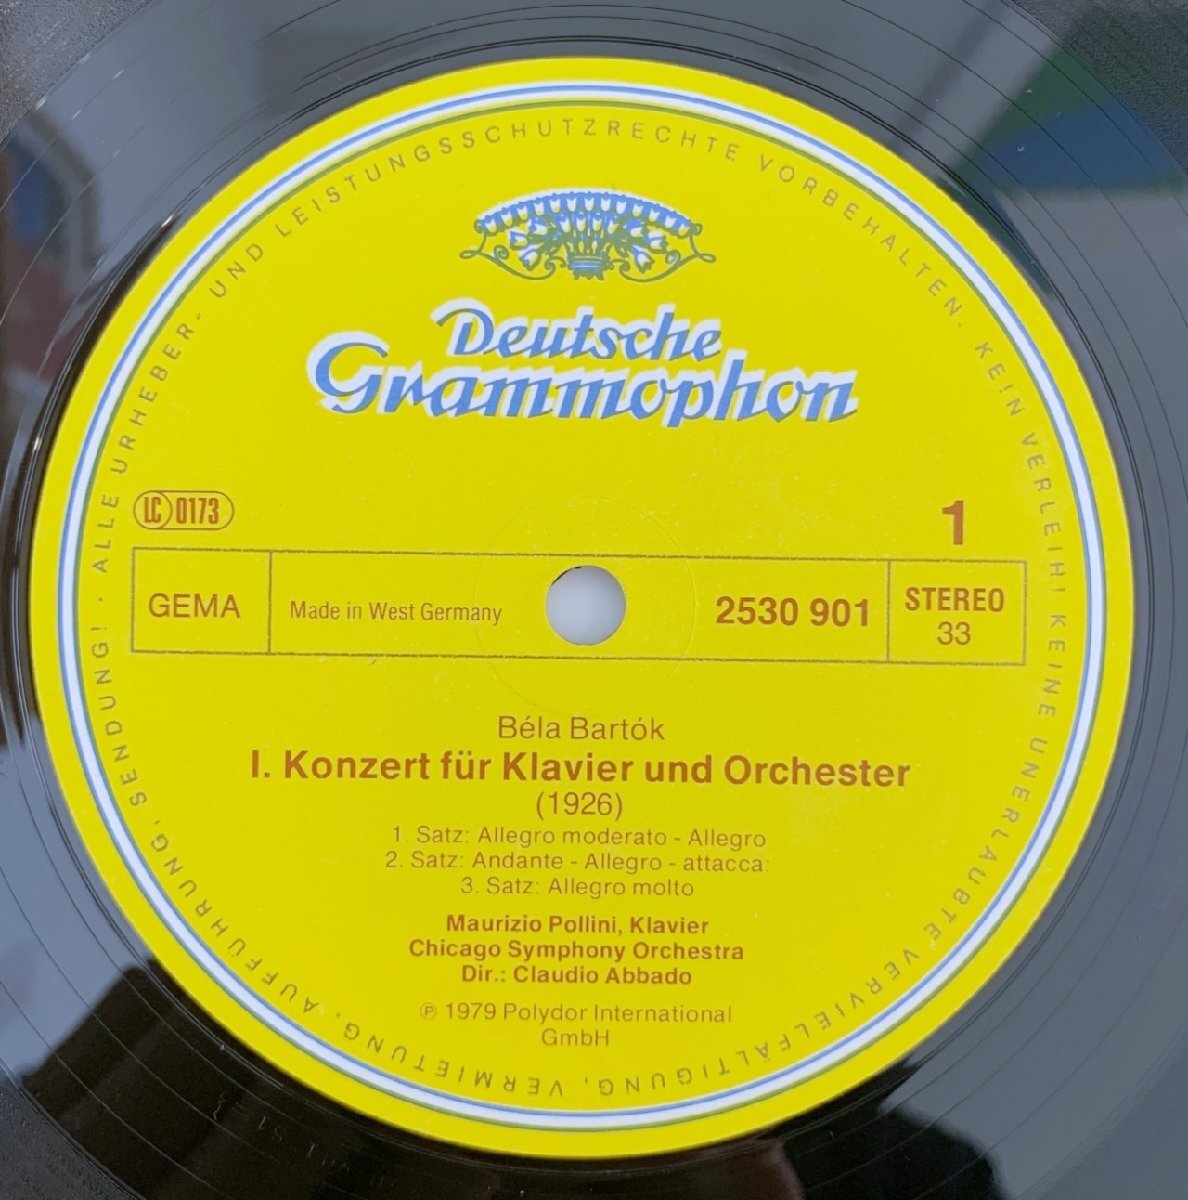 ALLE URHEBER- UND LEISTUNGSSCHUTZRECHTE VORBEHALTEN. KEIN VERLEIH! KEINE UNERLAUBTE VERVIELFÄLTIGUNG, VERMIETUNG, AUFFÜHRUNG, SENDUNG! ·
Deutsche
Grammophon
LC 0173
1
GEMA
Made in West Germany
2530 901
STEREO
33
Béla Bartók
I. Konzert für Klavier und Orchester
(1926)
1. Satz: Allegro moderato - Allegro
2. Satz: Andante - Allegro - attacca:
3. Satz: Allegro molto
Maurizio Pollini, Klavier
Chicago Symphony Orchestra
Dir.: Claudio Abbado
℗ 1979 Polydor International
GmbH